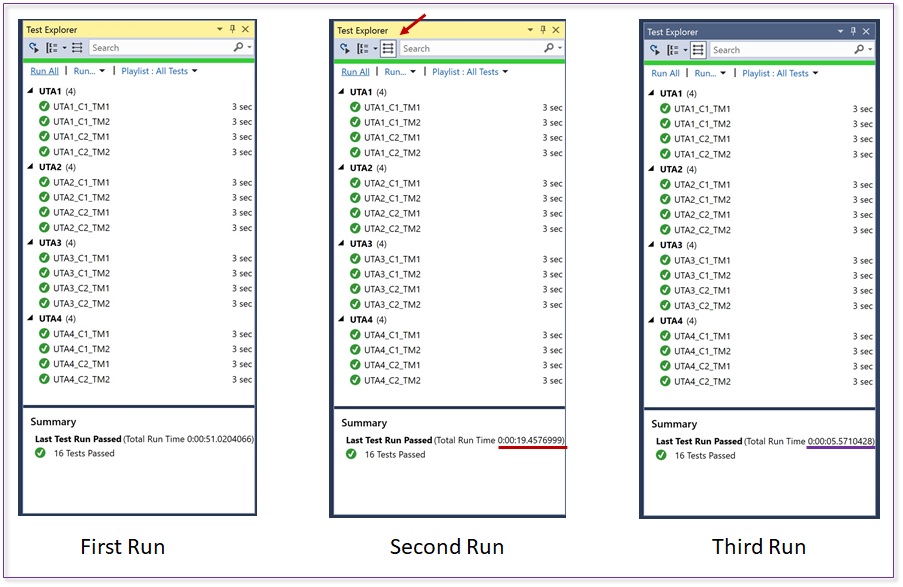 Test Explorer
Search
Run All | Run... | Playlist : All Tests
UTA1 (4)
UTA1_C1_TM1 3 sec
UTA1_C1_TM2 3 sec
UTA1_C2_TM1 3 sec
UTA1_C2_TM2 3 sec
UTA2 (4)
UTA2_C1_TM1 3 sec
UTA2_C1_TM2 3 sec
UTA2_C2_TM1 3 sec
UTA2_C2_TM2 3 sec
UTA3 (4)
UTA3_C1_TM1 3 sec
UTA3_C1_TM2 3 sec
UTA3_C2_TM1 3 sec
UTA3_C2_TM2 3 sec
UTA4 (4)
UTA4_C1_TM1 3 sec
UTA4_C1_TM2 3 sec
UTA4_C2_TM1 3 sec
UTA4_C2_TM2 3 sec
Summary
Last Test Run Passed (Total Run Time 0:00:51.0204066)
16 Tests Passed
First Run
Test Explorer
Search
Run All | Run... | Playlist : All Tests
UTA1 (4)
UTA1_C1_TM1 3 sec
UTA1_C1_TM2 3 sec
UTA1_C2_TM1 3 sec
UTA1_C2_TM2 3 sec
UTA2 (4)
UTA2_C1_TM1 3 sec
UTA2_C1_TM2 3 sec
UTA2_C2_TM1 3 sec
UTA2_C2_TM2 3 sec
UTA3 (4)
UTA3_C1_TM1 3 sec
UTA3_C1_TM2 3 sec
UTA3_C2_TM1 3 sec
UTA3_C2_TM2 3 sec
UTA4 (4)
UTA4_C1_TM1 3 sec
UTA4_C1_TM2 3 sec
UTA4_C2_TM1 3 sec
UTA4_C2_TM2 3 sec
Summary
Last Test Run Passed (Total Run Time 0:00:19.4576999)
16 Tests Passed
Second Run
Test Explorer
Search
Run All | Run... | Playlist : All Tests
UTA1 (4)
UTA1_C1_TM1 3 sec
UTA1_C1_TM2 3 sec
UTA1_C2_TM1 3 sec
UTA1_C2_TM2 3 sec
UTA2 (4)
UTA2_C1_TM1 3 sec
UTA2_C1_TM2 3 sec
UTA2_C2_TM1 3 sec
UTA2_C2_TM2 3 sec
UTA3 (4)
UTA3_C1_TM1 3 sec
UTA3_C1_TM2 3 sec
UTA3_C2_TM1 3 sec
UTA3_C2_TM2 3 sec
UTA4 (4)
UTA4_C1_TM1 3 sec
UTA4_C1_TM2 3 sec
UTA4_C2_TM1 3 sec
UTA4_C2_TM2 3 sec
Summary
Last Test Run Passed (Total Run Time 0:00:05.5710428)
16 Tests Passed
Third Run